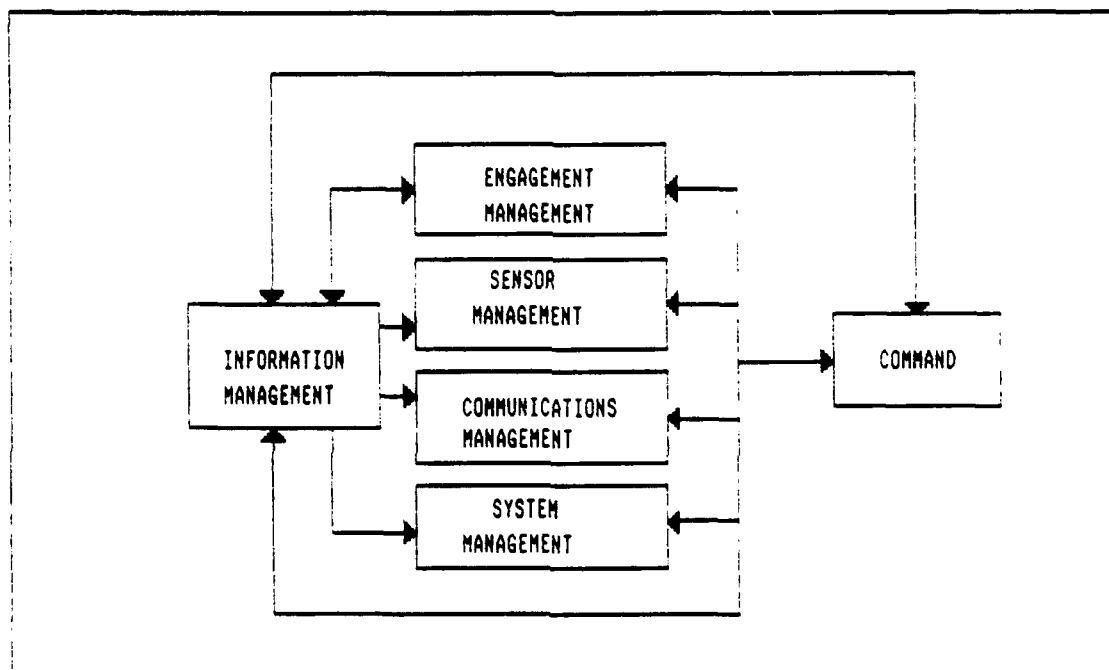 ENGAGEMENT
MANAGEMENT
SENSOR
MANAGEMENT
INFORMATION
MANAGEMENT
COMMAND
COMMUNICATIONS
MANAGEMENT
SYSTEM
MANAGEMENT